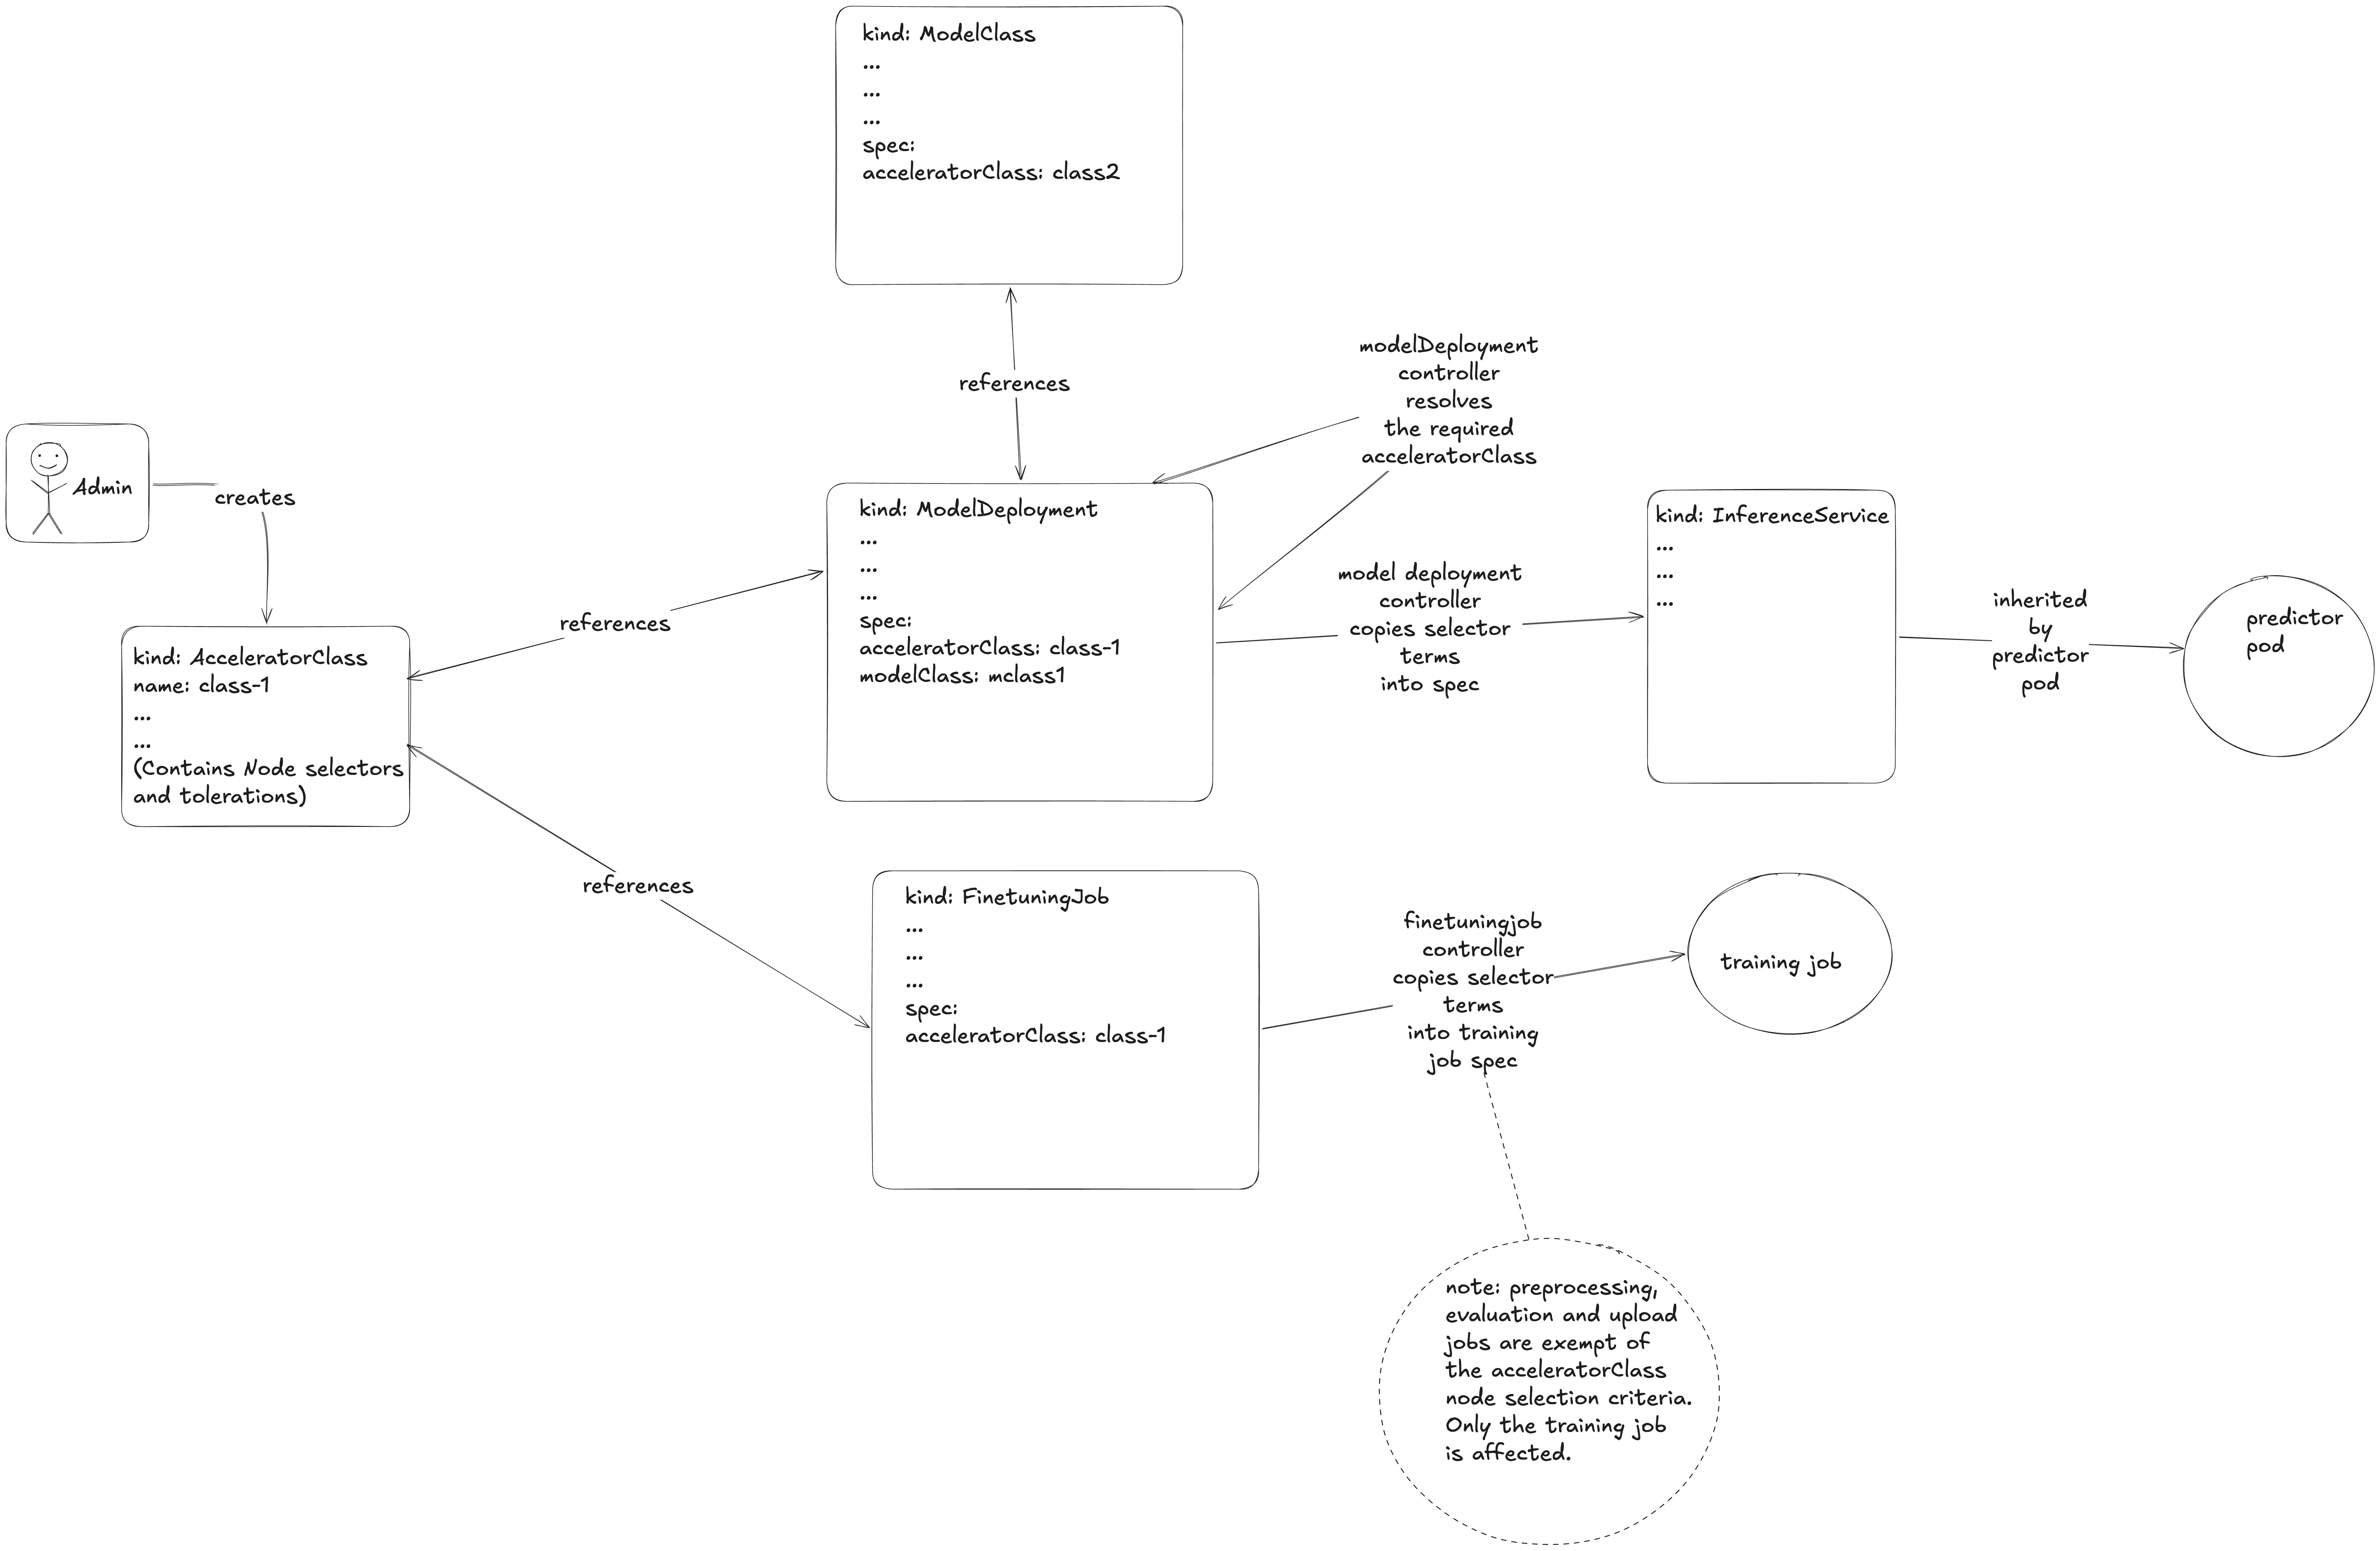 kind: ModelClass
...
...
...
spec:
acceleratorClass: class2
references
modelDeployment
controller
resolves
the required
acceleratorClass
Admin
creates
kind: AcceleratorClass
name: class-1
...
...
(Contains Node selectors
and tolerations)
references
kind: ModelDeployment
...
...
...
spec:
acceleratorClass: class-1
modelClass: mclass1
model deployment
controller
copies selector
terms
into spec
kind: InferenceService
...
...
...
inherited
by
predictor
pod
predictor
pod
references
kind: FinetuningJob
...
...
...
spec:
acceleratorClass: class-1
finetuningjob
controller
copies selector
terms
into training
job spec
training job
note: preprocessing,
evaluation and upload
jobs are exempt of
the acceleratorClass
node selection criteria.
Only the training job
is affected.